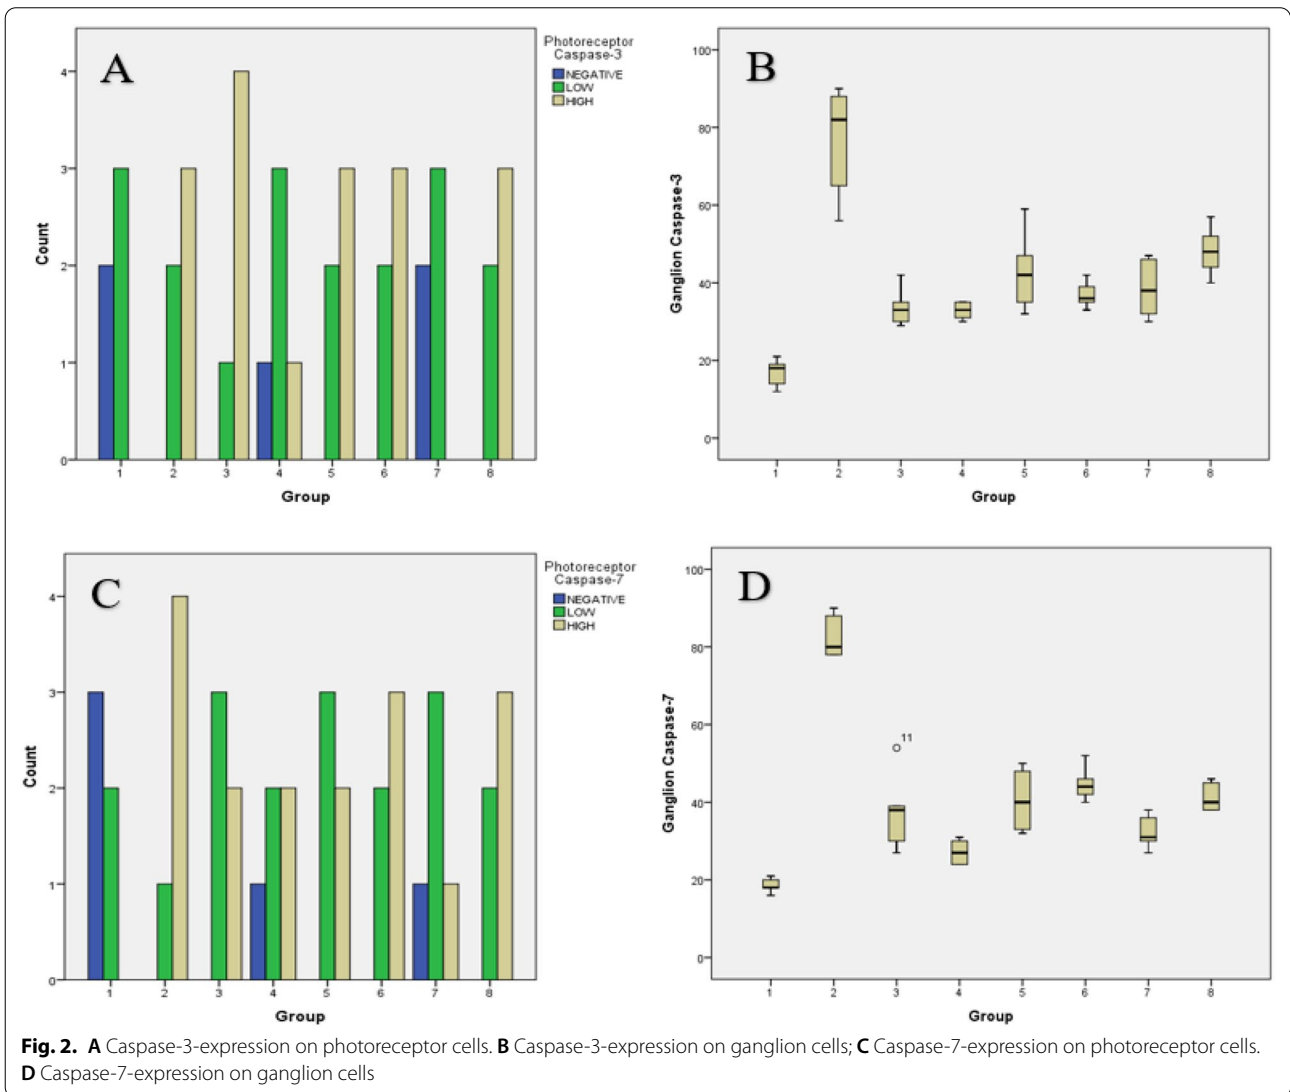 A
Photoreceptor
Caspase-3
NEGATIVE
LOW
HIGH
Count
4
3
2
1
0
1 2 3 4 5 6 7 8
Group
B
Ganglion Caspase-3
100
80
60
40
20
0
1 2 3 4 5 6 7 8
Group
C
Photoreceptor
Caspase-7
NEGATIVE
LOW
HIGH
Count
4
3
2
1
0
1 2 3 4 5 6 7 8
Group
D
Ganglion Caspase-7
100
80
60
40
20
0
11
1 2 3 4 5 6 7 8
Group
Fig. 2. A Caspase-3-expression on photoreceptor cells. B Caspase-3-expression on ganglion cells; C Caspase-7-expression on photoreceptor cells.
D Caspase-7-expression on ganglion cells